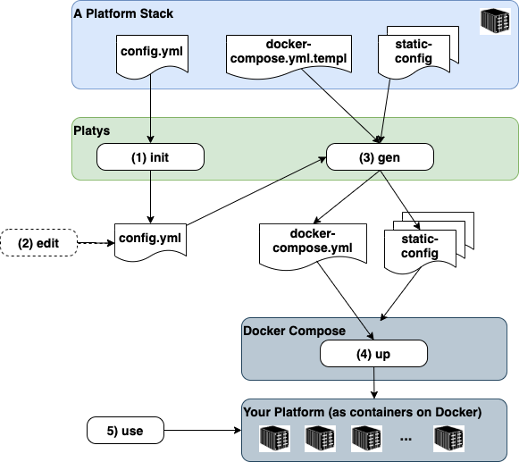 A Platform Stack
config.yml
docker-
compose.yml.templ
static-
config
Platys
(1) init
(3) gen
(2) edit
config.yml
docker-
compose.yml
static-
config
Docker Compose
(4) up
Your Platform (as containers on Docker)
5) use
...